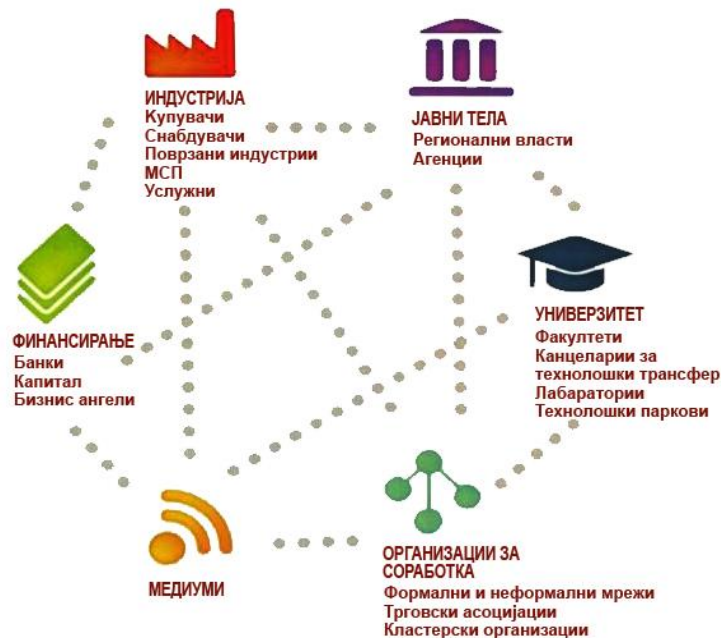 ИНДУСТРИЈА
Купувачи
Снабдувачи
Поврзани индустрии
МСП
Услужни
ЈАВНИ ТЕЛА
Регионални власти
Агенции
ФИНАНСИРАЊЕ
Банки
Капитал
Бизнис ангели
УНИВЕРЗИТЕТ
Факултети
Канцеларии за
технолошки трансфер
Лабаратории
Технолошки паркови
МЕДИУМИ
ОРГАНИЗАЦИИ ЗА
СОРАБОТКА
Формални и неформални мрежи
Трговски асоцијации
Кластерски организации